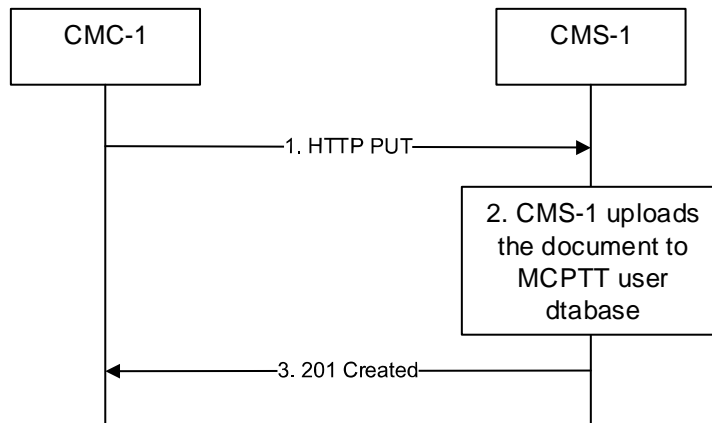 CMC-1
CMS-1
1. HTTP PUT
2. CMS-1 uploads
the document to
MCPTT user
dtabase
3. 201 Created